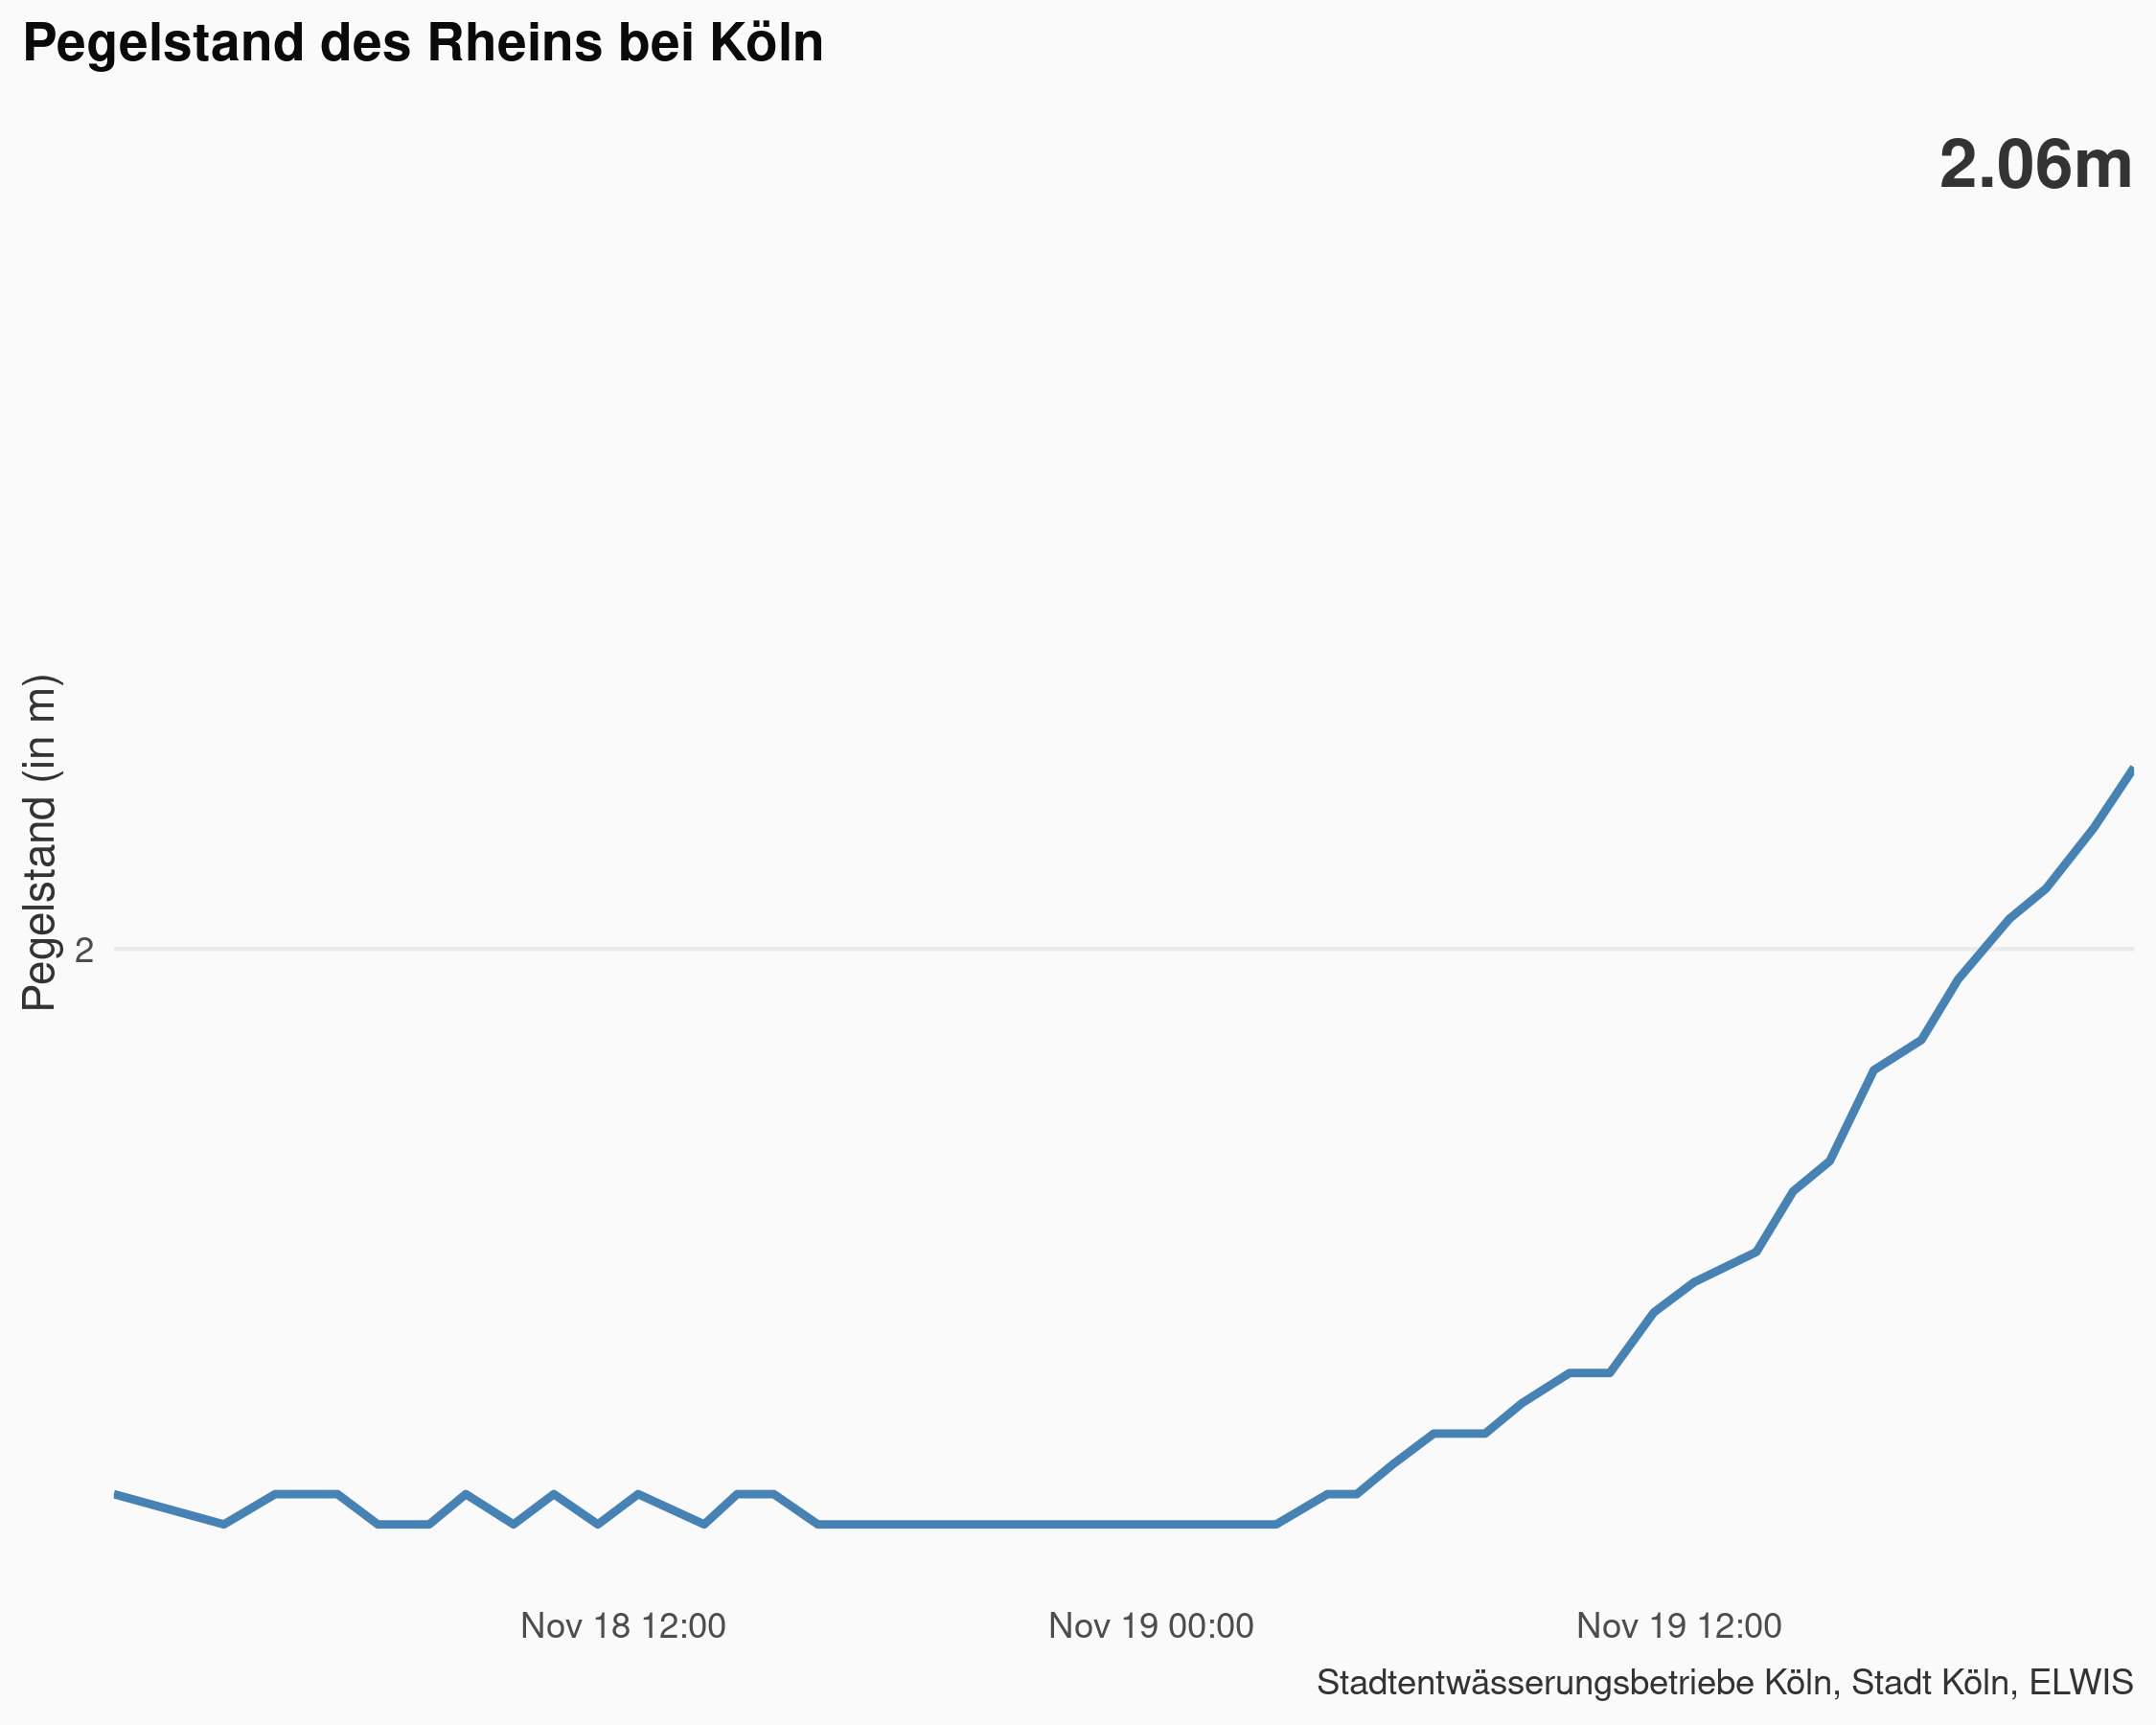 Pegelstand des Rheins bei Köln
2.06m
Pegelstand (in m)
2
Nov 18 12:00
Nov 19 00:00
Nov 19 12:00
Stadtentwässerungsbetriebe Köln, Stadt Köln, ELWIS